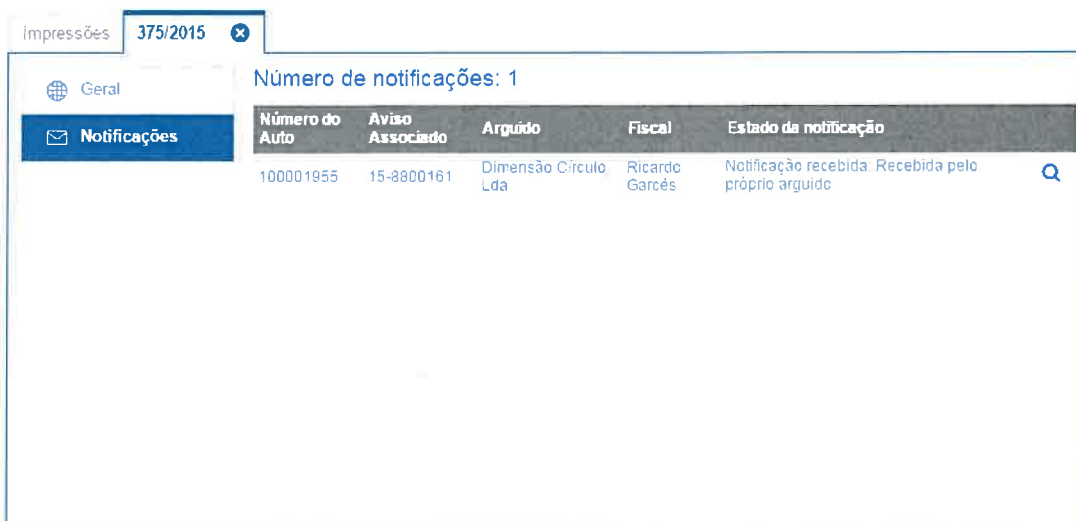 Impressões 375/2015
Geral
Notificações
Número de notificações: 1
Número do Auto Aviso Associado Arguido Fiscal Estado da notificação
100001955 15-8800161 Dimensão Círculo Lda Ricardo Garcês Notificação recebida: Recebida pelo próprio arguido